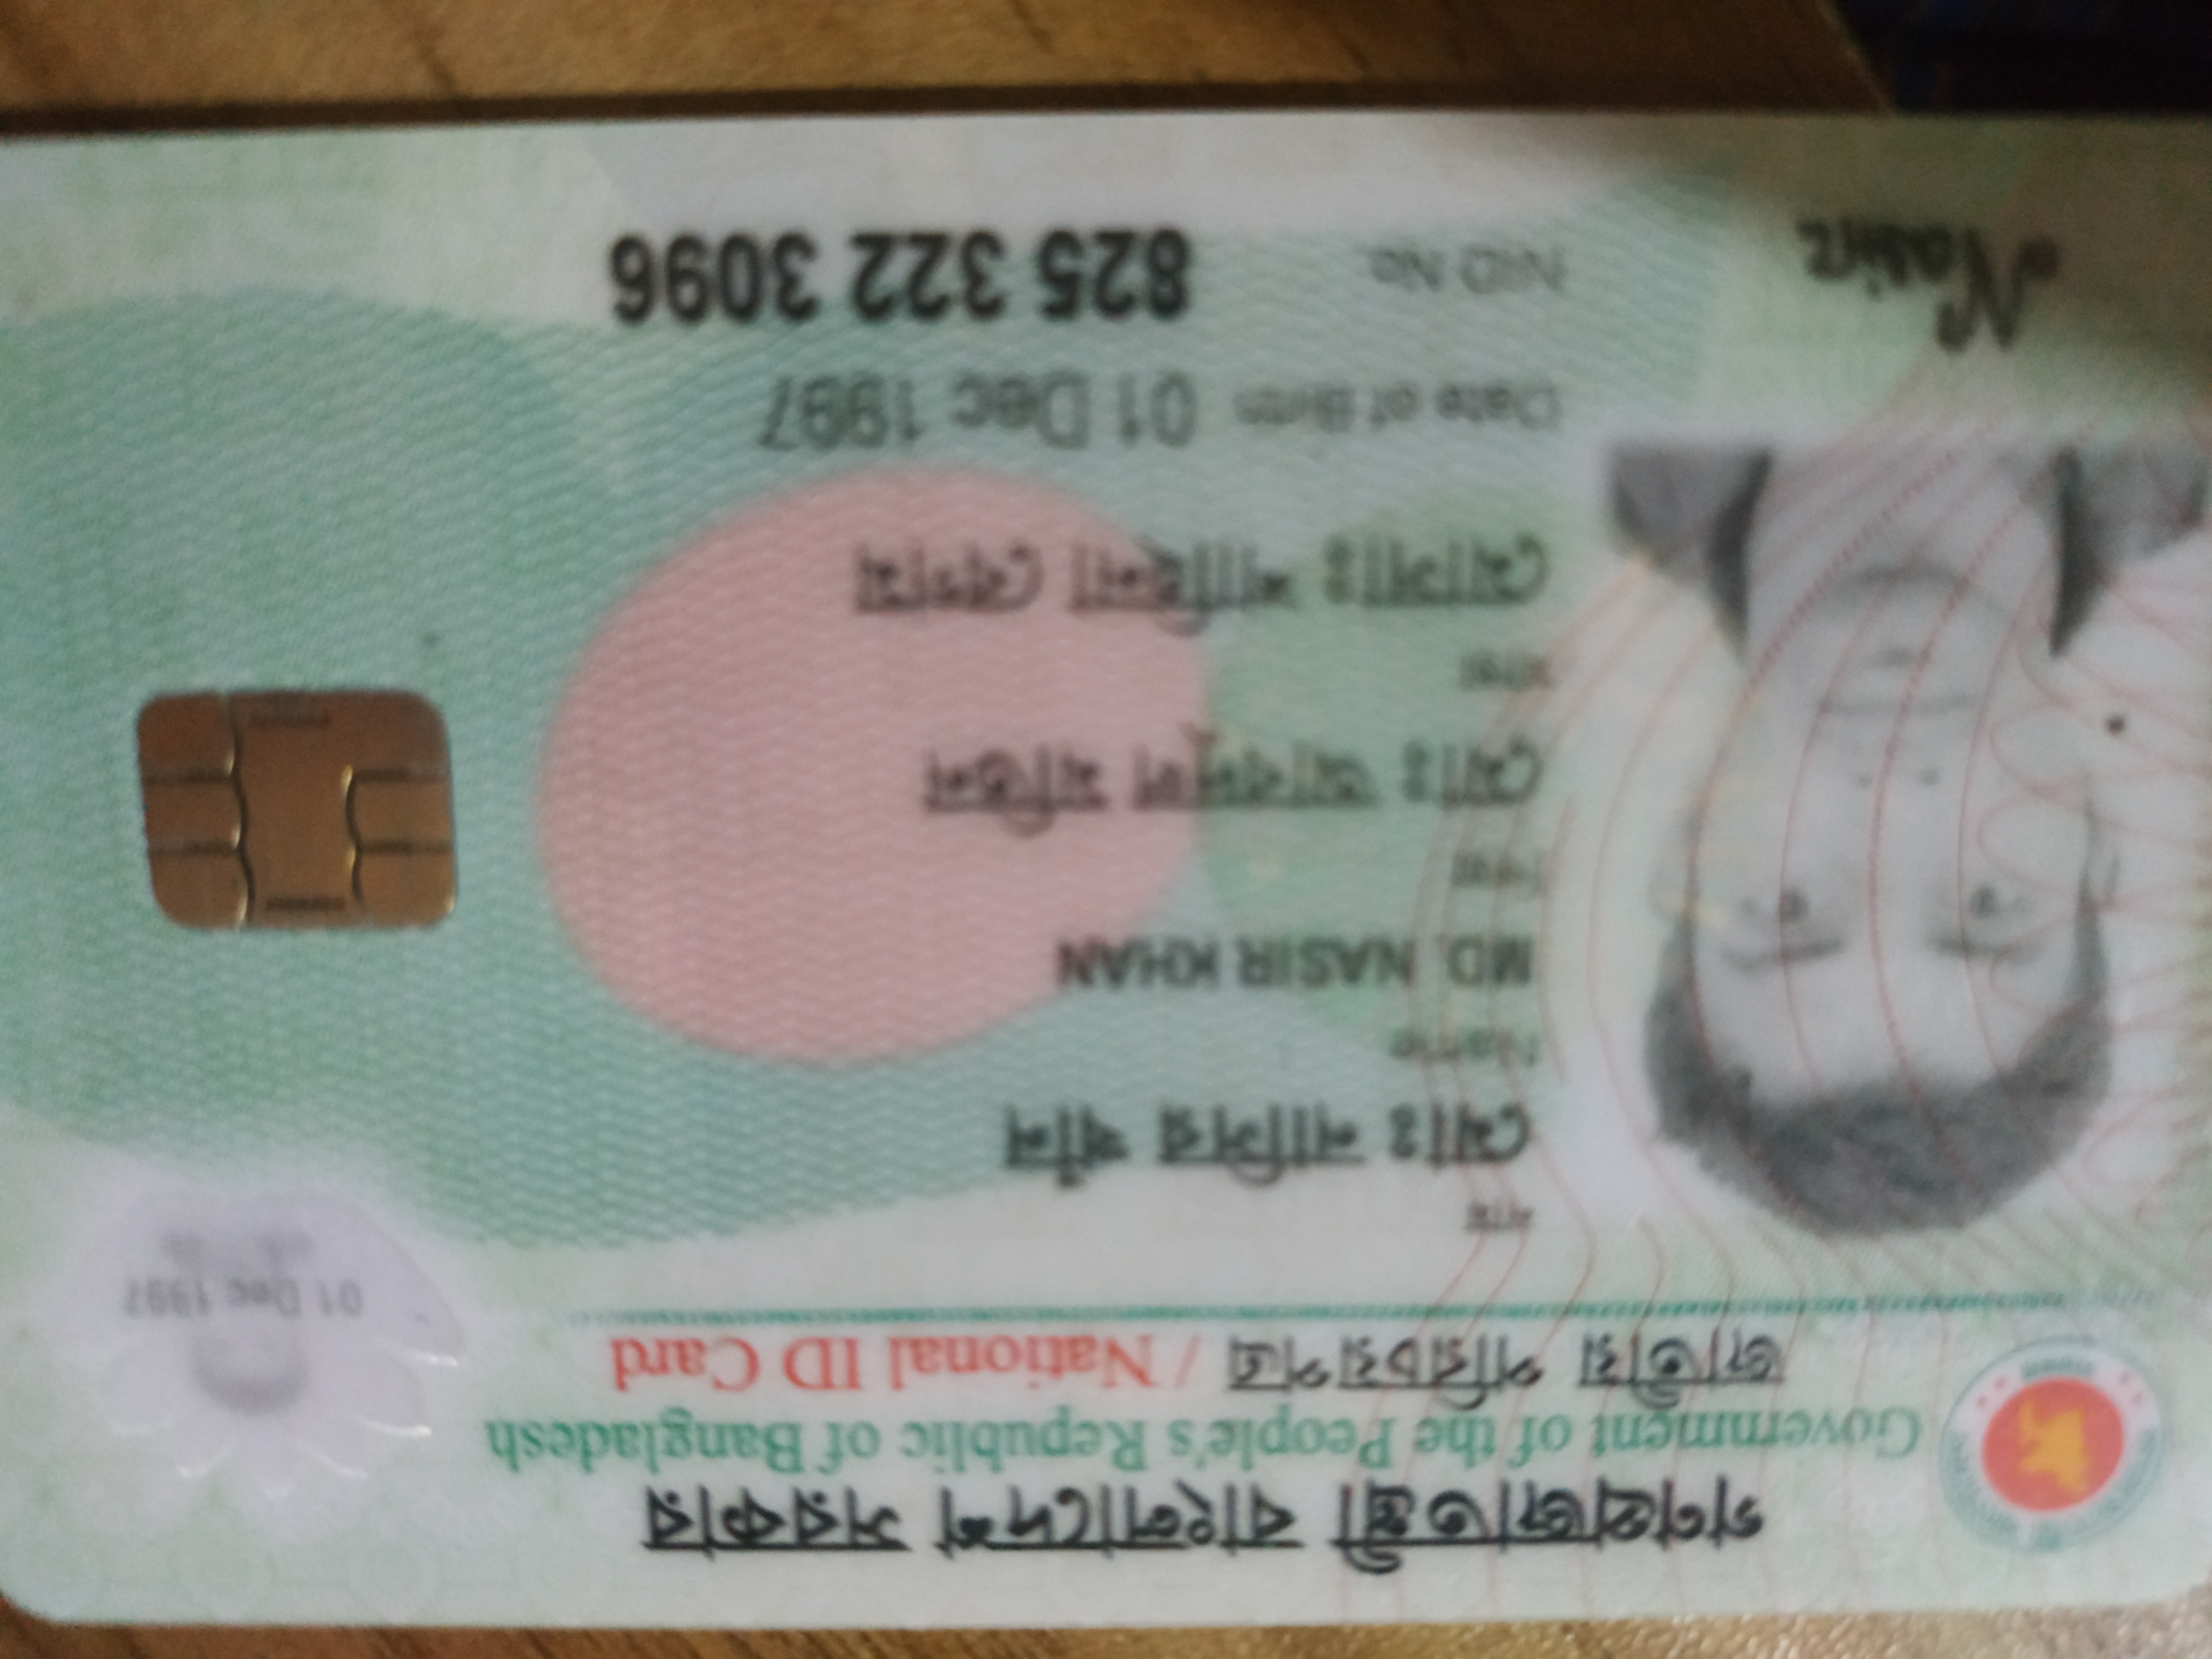 গণপ্রজাতন্ত্রী বাংলাদেশ সরকার
Government of the People's Republic of Bangladesh
জাতীয় পরিচয়পত্র / National ID Card
01 Dec 1997
নাম
মোঃ নাসির খাঁন
Name
MD. NASIR KHAN
পিতা
মোঃ আবদুল মতিন
মাতা
মোসাঃ শাহিনা বেগম
Date of Birth 01 Dec 1997
NID No. 825 322 3096
Nasir